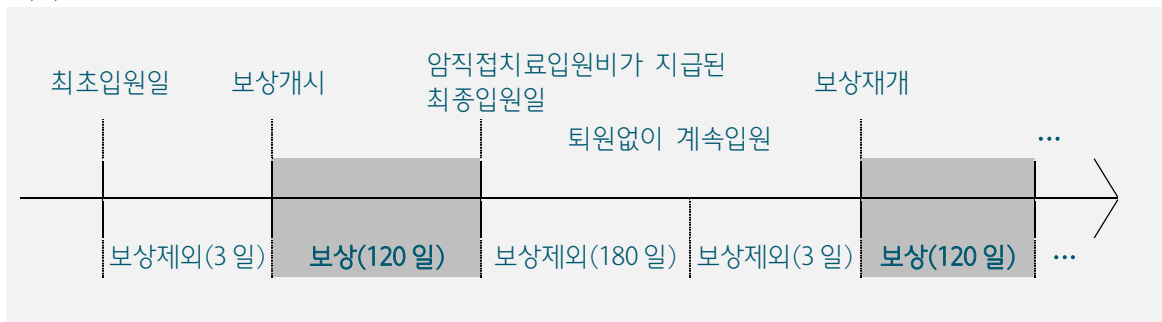 최초입원일
보상개시
암직접치료입원비가 지급된
최종입원일
보상재개
퇴원없이 계속입원
…
보상제외(3 일)
보상(120 일)
보상제외(180 일)
보상제외(3 일)
보상(120 일)
…